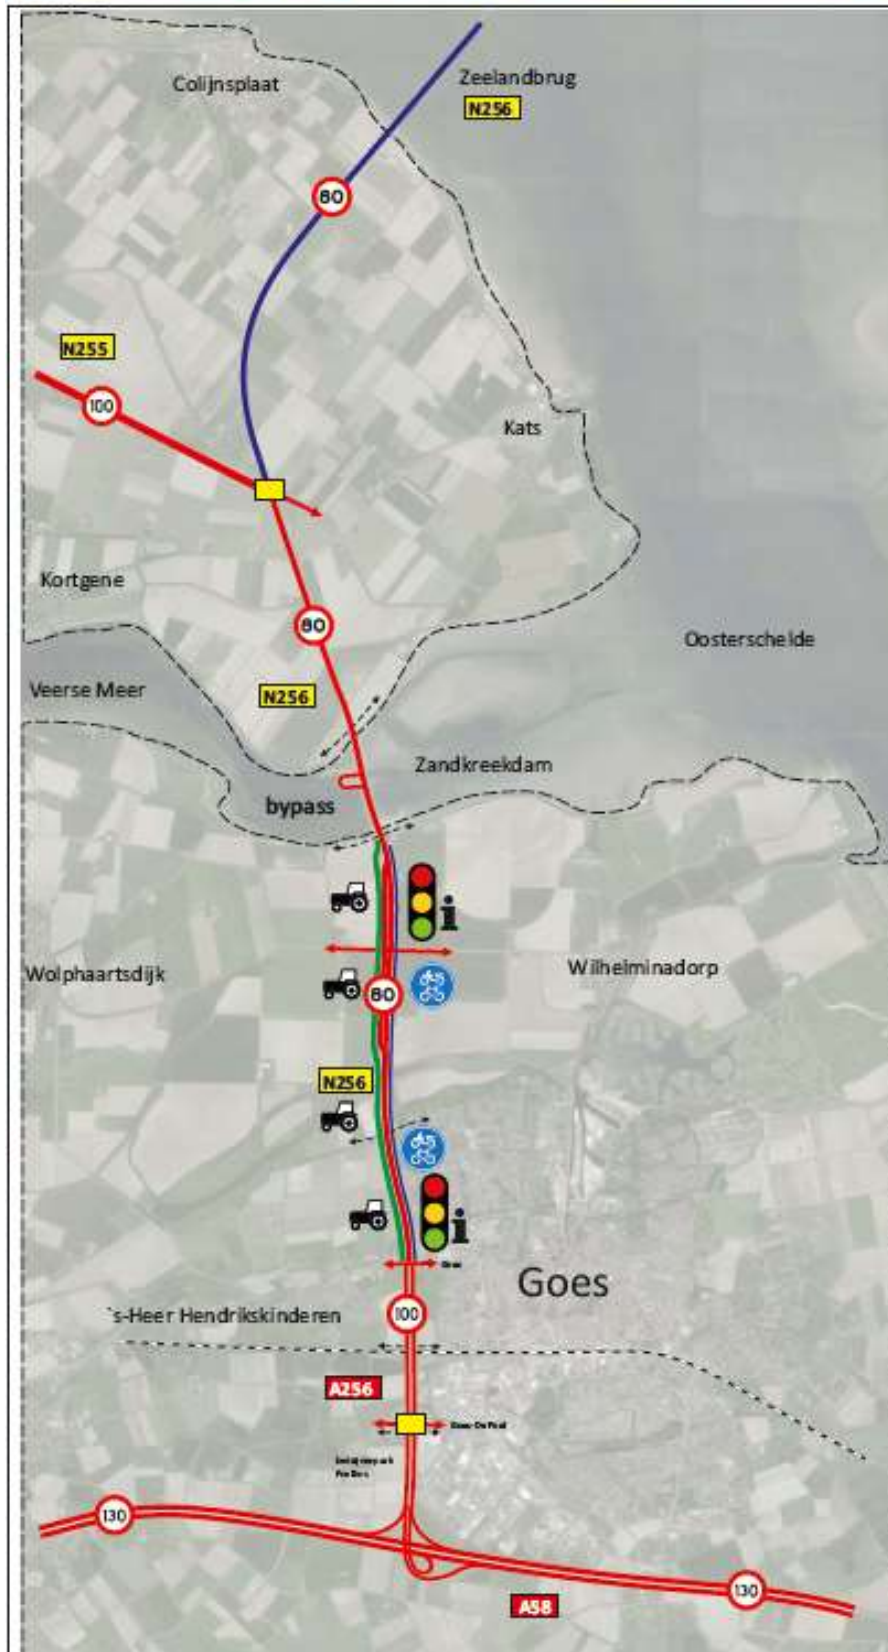 Colijnsplaat
Zeelandbrug
N256
80
N255
100
Kats
Kortgene
80
Oosterschelde
N256
Veerse Meer
Zandkreekdam
bypass
Wolphaartsdijk
Wilhelminadorp
80
N256
Goes
100
`s-Heer Hendrikskinderen
A256
130
130
A58